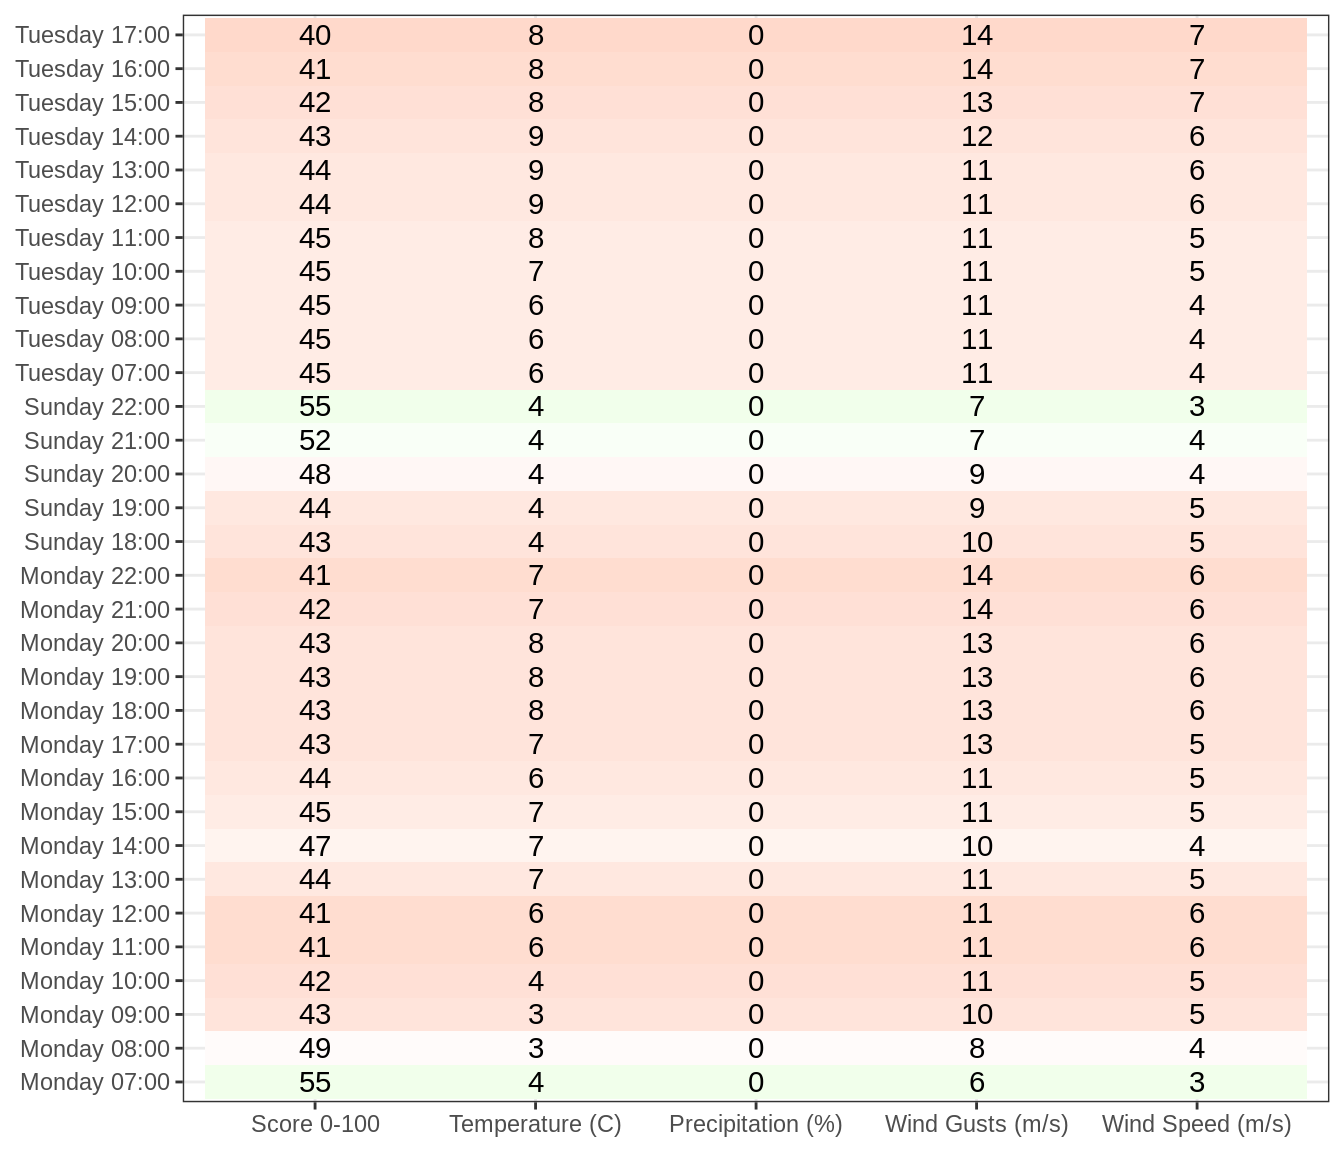 Tuesday 17:00 40 8 0 14 7
Tuesday 16:00 41 8 0 14 7
Tuesday 15:00 42 8 0 13 7
Tuesday 14:00 43 9 0 12 6
Tuesday 13:00 44 9 0 11 6
Tuesday 12:00 44 9 0 11 6
Tuesday 11:00 45 8 0 11 5
Tuesday 10:00 45 7 0 11 5
Tuesday 09:00 45 6 0 11 4
Tuesday 08:00 45 6 0 11 4
Tuesday 07:00 45 6 0 11 4
Sunday 22:00 55 4 0 7 3
Sunday 21:00 52 4 0 7 4
Sunday 20:00 48 4 0 9 4
Sunday 19:00 44 4 0 9 5
Sunday 18:00 43 4 0 10 5
Monday 22:00 41 7 0 14 6
Monday 21:00 42 7 0 14 6
Monday 20:00 43 8 0 13 6
Monday 19:00 43 8 0 13 6
Monday 18:00 43 8 0 13 6
Monday 17:00 43 7 0 13 5
Monday 16:00 44 6 0 11 5
Monday 15:00 45 7 0 11 5
Monday 14:00 47 7 0 10 4
Monday 13:00 44 7 0 11 5
Monday 12:00 41 6 0 11 6
Monday 11:00 41 6 0 11 6
Monday 10:00 42 4 0 11 5
Monday 09:00 43 3 0 10 5
Monday 08:00 49 3 0 8 4
Monday 07:00 55 4 0 6 3
Score 0-100 Temperature (C) Precipitation (%) Wind Gusts (m/s) Wind Speed (m/s)